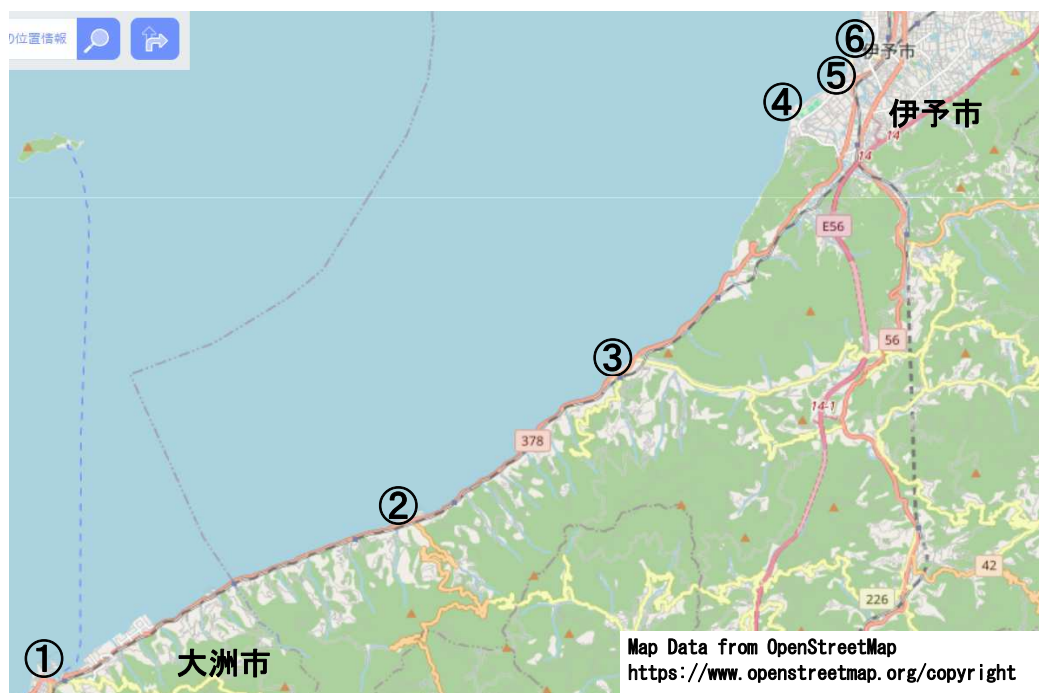 の位置情報
⑥
伊予市
⑤
④
伊予市
14
14
E56
56
③
14-1
378
②
42
226
①
大洲市
Map Data from OpenStreetMap
https://www.openstreetmap.org/copyright